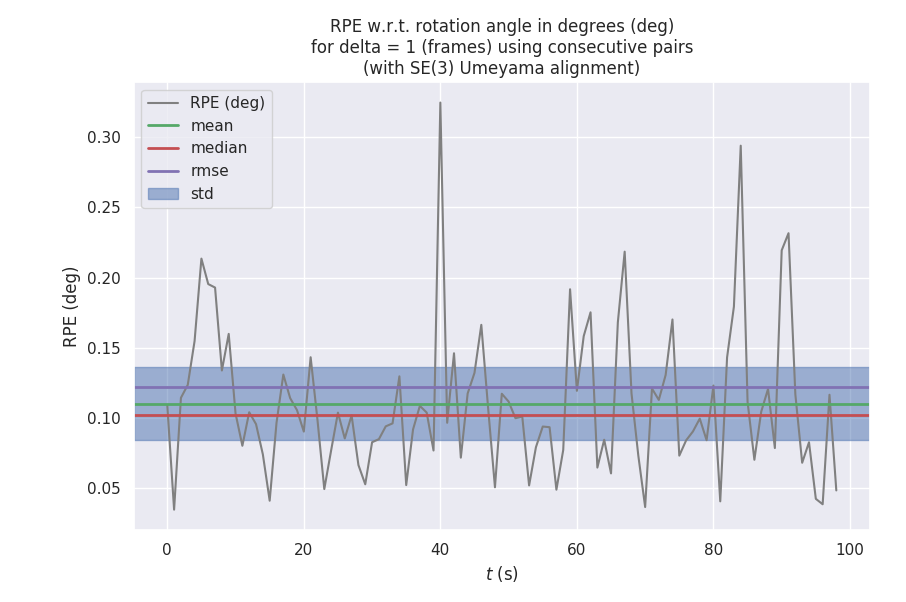 RPE w.r.t. rotation angle in degrees (deg)
for delta = 1 (frames) using consecutive pairs
(with SE(3) Umeyama alignment)
RPE (deg)
mean
median
rmse
std
0.30
0.25
0.20
0.15
0.10
0.05
RPE (deg)
0
20
40
60
80
100
t (s)